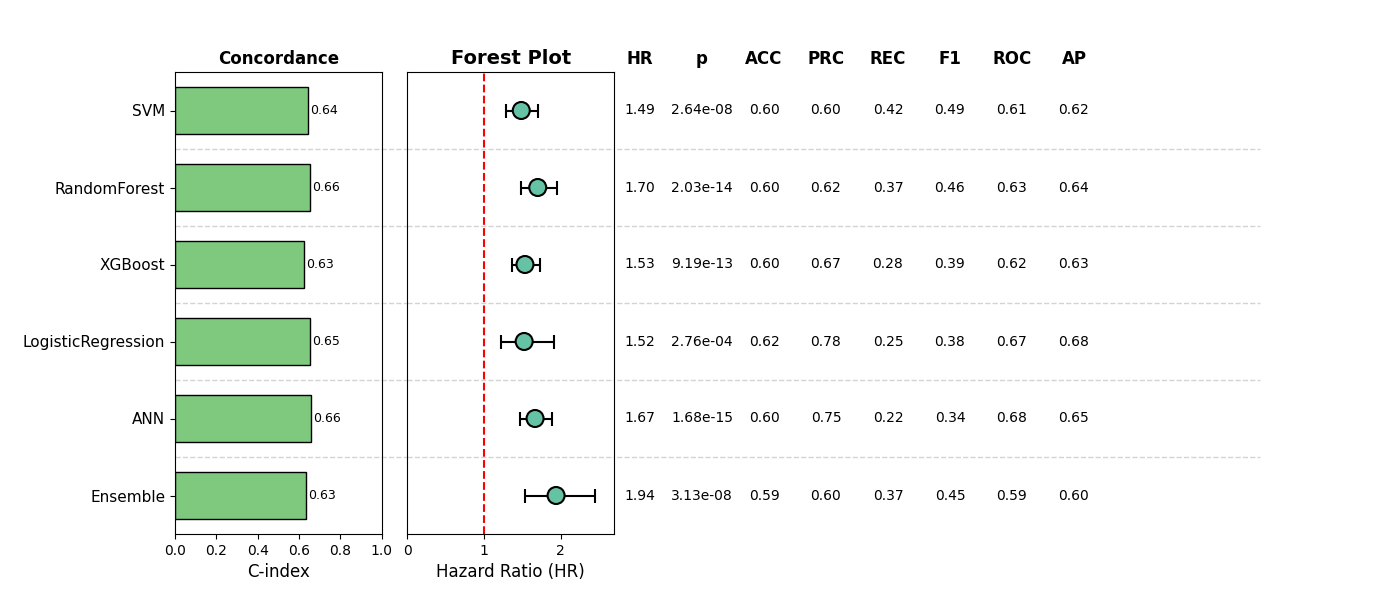 Concordance Forest Plot HR p ACC PRC REC F1 ROC AP
SVM 0.64 1.49 2.64e-08 0.60 0.60 0.42 0.49 0.61 0.62
RandomForest 0.66 1.70 2.03e-14 0.60 0.62 0.37 0.46 0.63 0.64
XGBoost 0.63 1.53 9.19e-13 0.60 0.67 0.28 0.39 0.62 0.63
LogisticRegression 0.65 1.52 2.76e-04 0.62 0.78 0.25 0.38 0.67 0.68
ANN 0.66 1.67 1.68e-15 0.60 0.75 0.22 0.34 0.68 0.65
Ensemble 0.63 1.94 3.13e-08 0.59 0.60 0.37 0.45 0.59 0.60
0.0 0.2 0.4 0.6 0.8 1.0 0 1 2
C-index Hazard Ratio (HR)